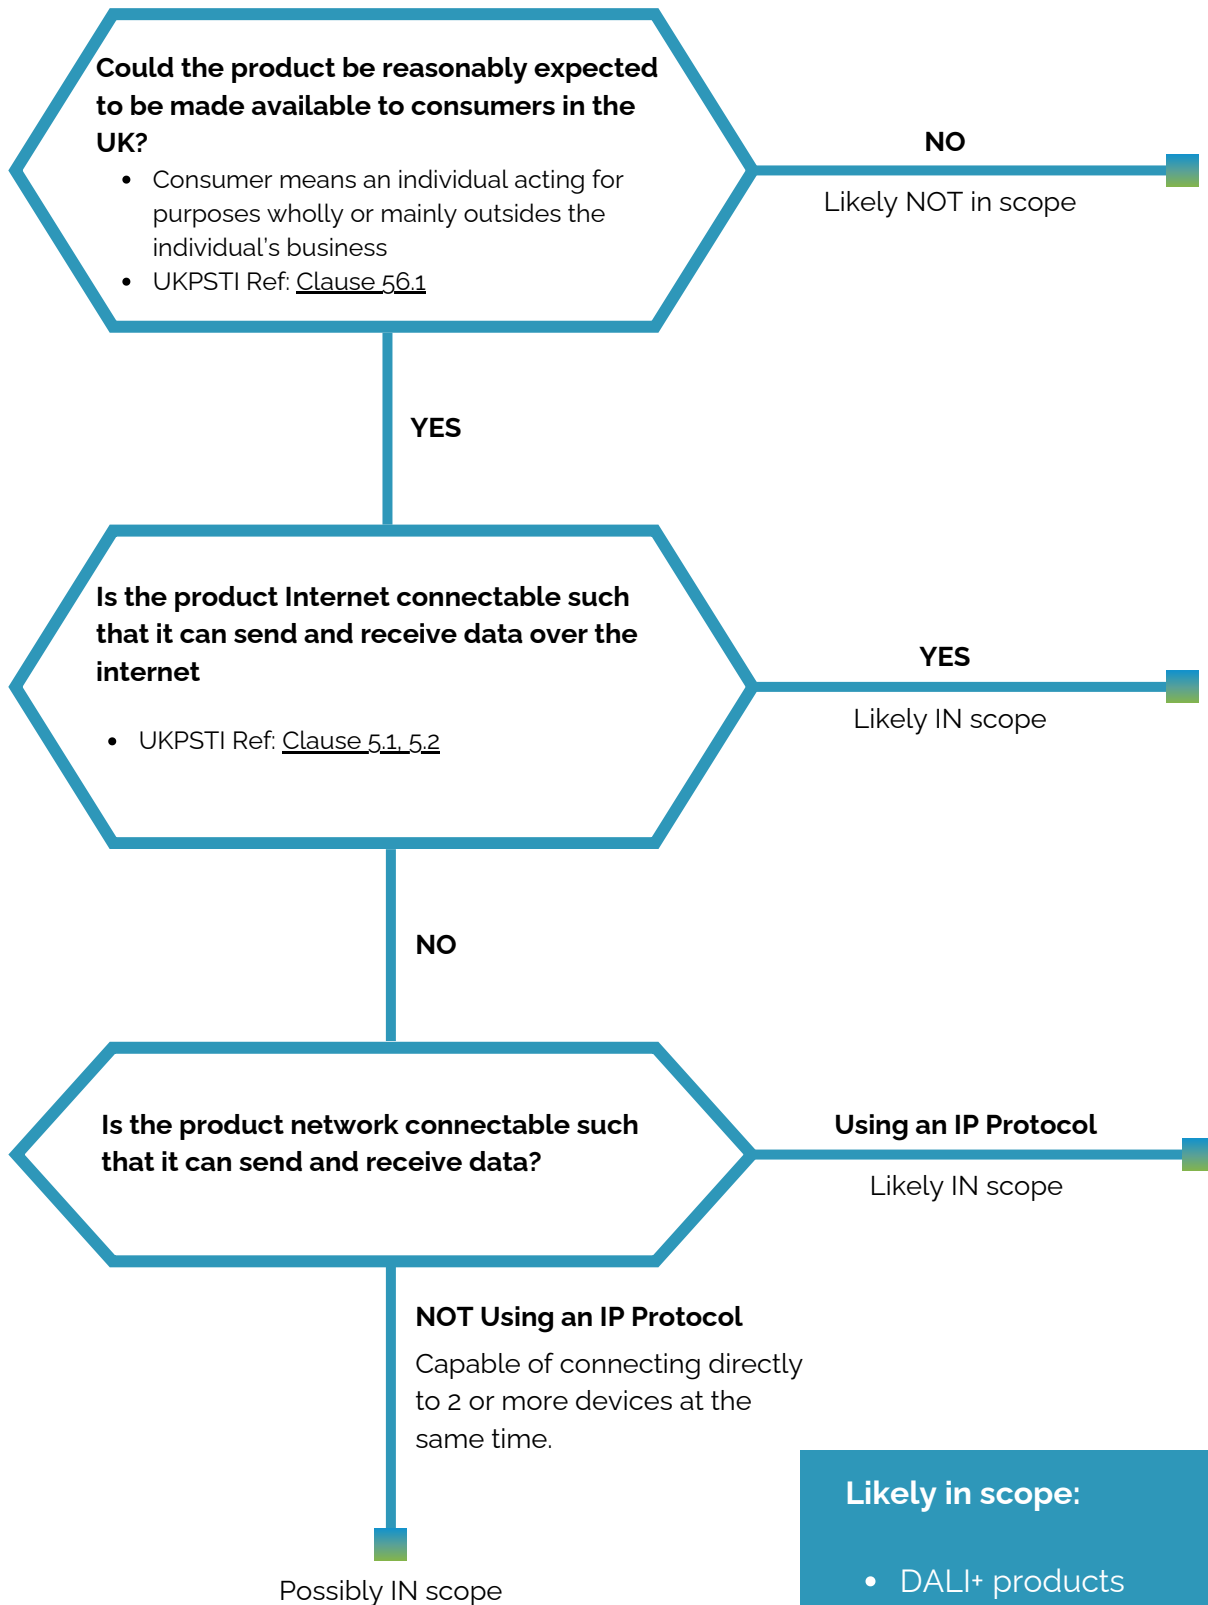 Could the product be reasonably expected
to be made available to consumers in the
UK?
• Consumer means an individual acting for
purposes wholly or mainly outsides the
individual's business
• UKPSTI Ref: Clause 56.1
NO
Likely NOT in scope
YES
Is the product Internet connectable such
that it can send and receive data over the
internet
• UKPSTI Ref: Clause 5.1, 5.2
YES
Likely IN scope
NO
Is the product network connectable such
that it can send and receive data?
Using an IP Protocol
Likely IN scope
NOT Using an IP Protocol
Capable of connecting directly
to 2 or more devices at the
same time.
Possibly IN scope
Likely in scope:
• DALI+ products